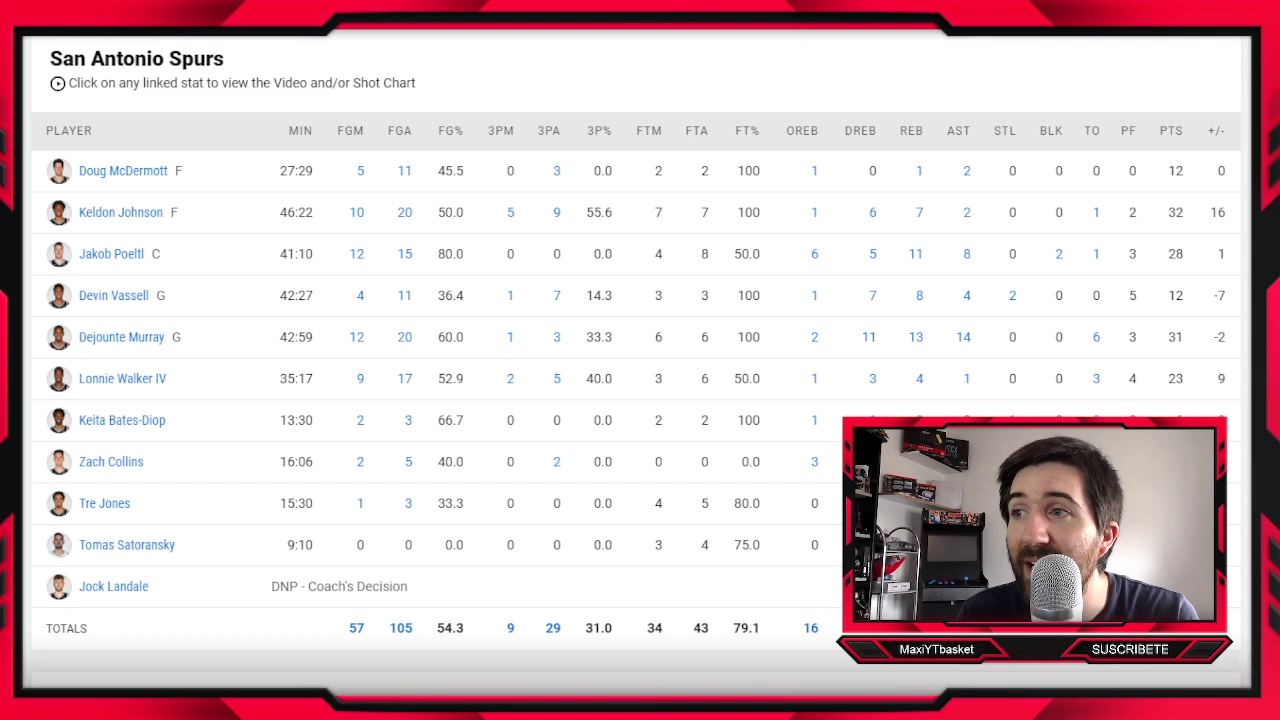 San Antonio Spurs
Click on any linked stat to view the Video and/or Shot Chart
PLAYER MIN FGM FGA FG% 3PM 3PA 3P% FTM FTA FT% OREB DREB REB AST STL BLK TO PF PTS +/-
Doug McDermott F 27:29 5 11 45.5 0 3 0.0 2 2 100 1 0 1 2 0 0 0 0 12 0
Keldon Johnson F 46:22 10 20 50.0 5 9 55.6 7 7 100 1 6 7 2 0 0 1 2 32 16
Jakob Poeltl C 41:10 12 15 80.0 0 0 0.0 4 8 50.0 6 5 11 8 0 2 1 3 28 1
Devin Vassell G 42:27 4 11 36.4 1 7 14.3 3 3 100 1 7 8 4 2 0 0 5 12 -7
Dejounte Murray G 42:59 12 20 60.0 1 3 33.3 6 6 100 2 11 13 14 0 0 6 3 31 -2
Lonnie Walker IV 35:17 9 17 52.9 2 5 40.0 3 6 50.0 1 3 4 1 0 0 3 4 23 9
Keita Bates-Diop 13:30 2 3 66.7 0 0 0.0 2 2 100 1
Zach Collins 16:06 2 5 40.0 0 2 0.0 0 0 0.0 3
Tre Jones 15:30 1 3 33.3 0 0 0.0 4 5 80.0 0
Tomas Satoransky 9:10 0 0 0.0 0 0 0.0 3 4 75.0 0
Jock Landale DNP - Coach's Decision
TOTALS 57 105 54.3 9 29 31.0 34 43 79.1 16
MaxiYTbasket SUSCRIBETE